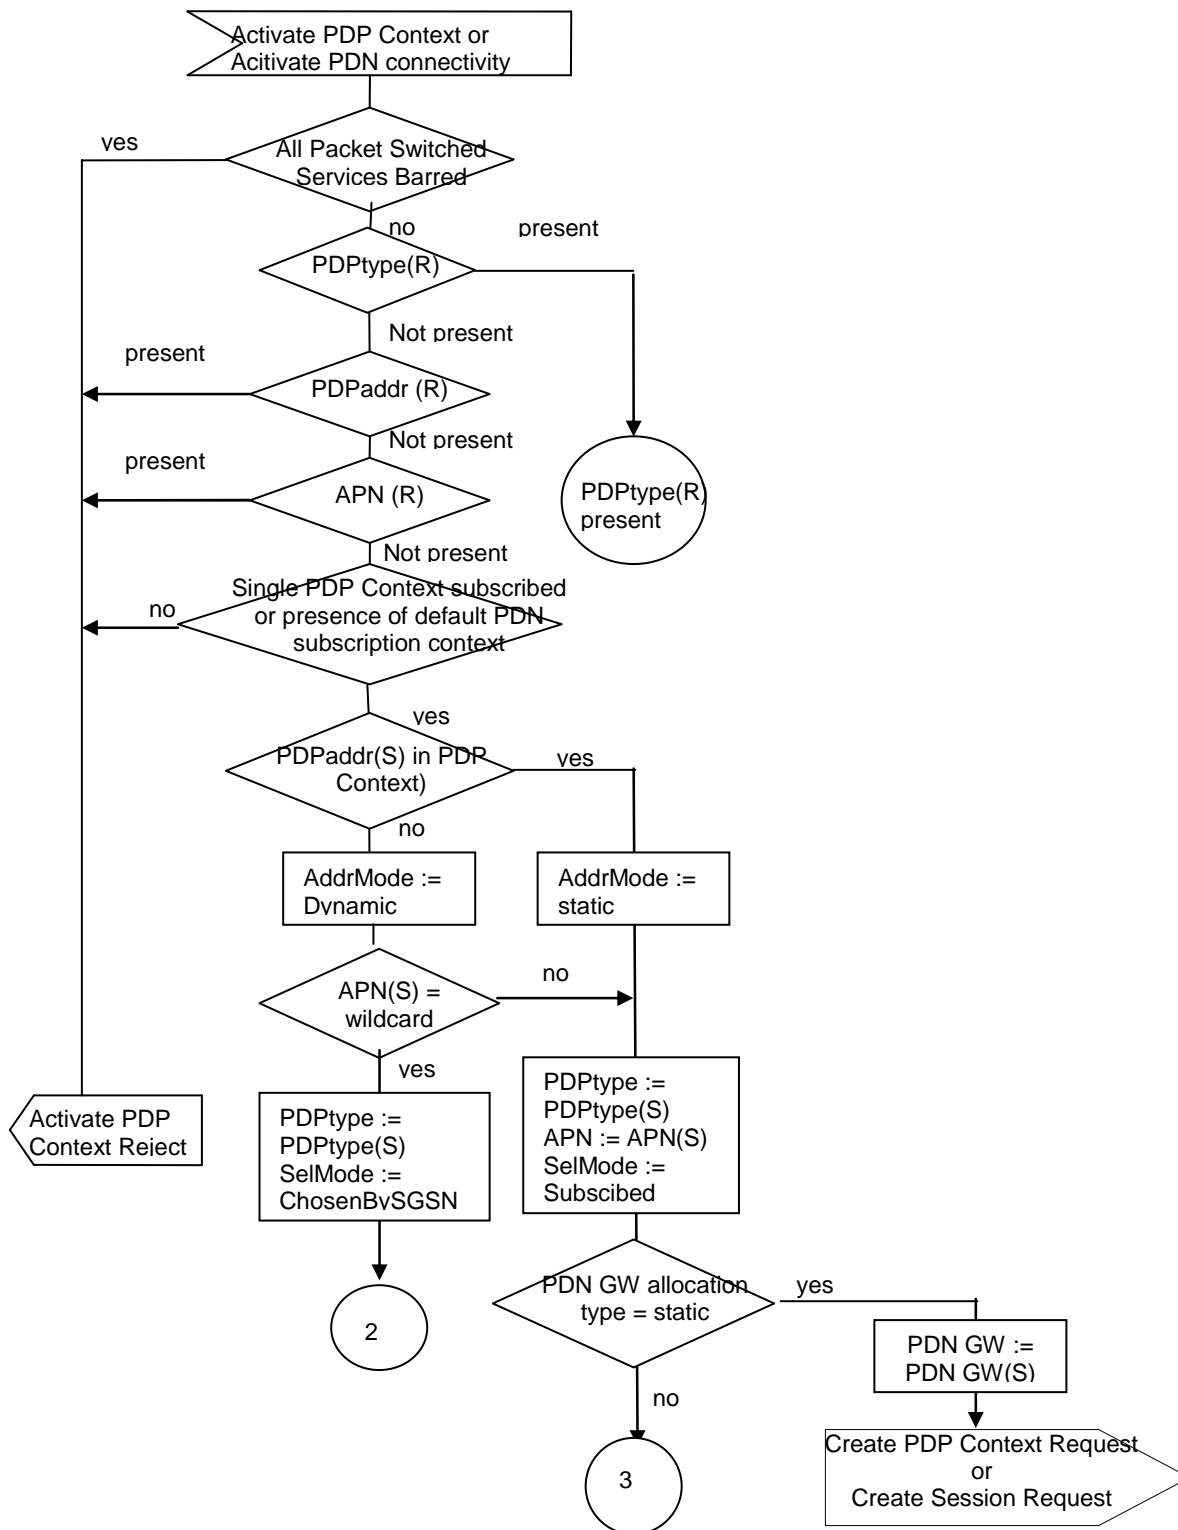 Activate PDP Context or
Acitivate PDN connectivity
yes
All Packet Switched
Services Barred
no
present
PDPtype(R)
Not present
present
PDPaddr (R)
Not present
present
APN (R)
PDPtype(R)
present
Not present
Single PDP Context subscribed
or presence of default PDN
subscription context
no
yes
PDPaddr(S) in PDP
Context)
yes
no
AddrMode :=
Dynamic
AddrMode :=
static
no
APN(S) =
wildcard
yes
PDPtype :=
PDPtype(S)
APN := APN(S)
SelMode :=
Subscibed
Activate PDP
Context Reject
PDPtype :=
PDPtype(S)
SelMode :=
ChosenBySGSN
PDN GW allocation
type = static
yes
2
PDN GW :=
PDN GW(S)
no
Create PDP Context Request
or
Create Session Request
3